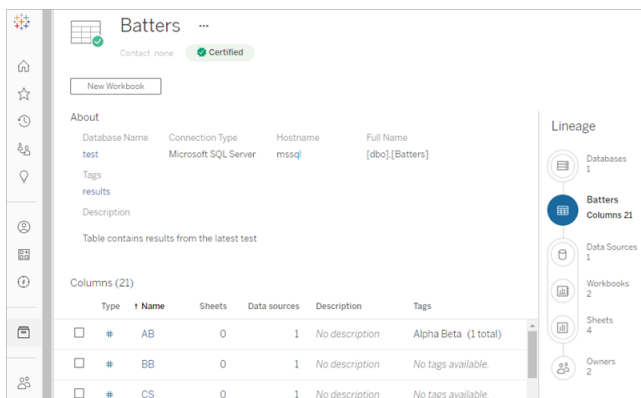 Batters ...
Contact none Certified
New Workbook
About
Database Name Connection Type Hostname Full Name
test Microsoft SQL Server mssql [dbo].[Batters]
Tags
results
Description
Table contains results from the latest test
Columns (21)
Type ↑ Name Sheets Data sources Description Tags
# AB 0 1 No description Alpha Beta (1 total)
# BB 0 1 No description No tags available.
# CS 0 1 No description No tags available.
Lineage
Databases
1
Batters
Columns 21
Data Sources
1
Workbooks
2
Sheets
4
Owners
2